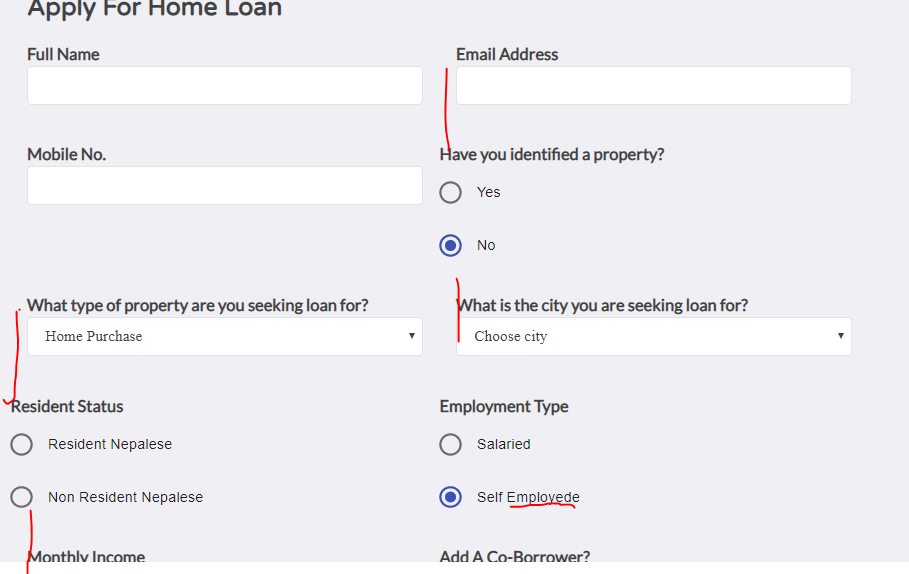 Apply For Home Loan
Full Name
Email Address
Mobile No.
Have you identified a property?
Yes
No
What type of property are you seeking loan for?
What is the city you are seeking loan for?
Home Purchase
Choose city
Resident Status
Employment Type
Resident Nepalese
Salaried
Non Resident Nepalese
Self Employede
Monthly Income
Add A Co-Borrower?